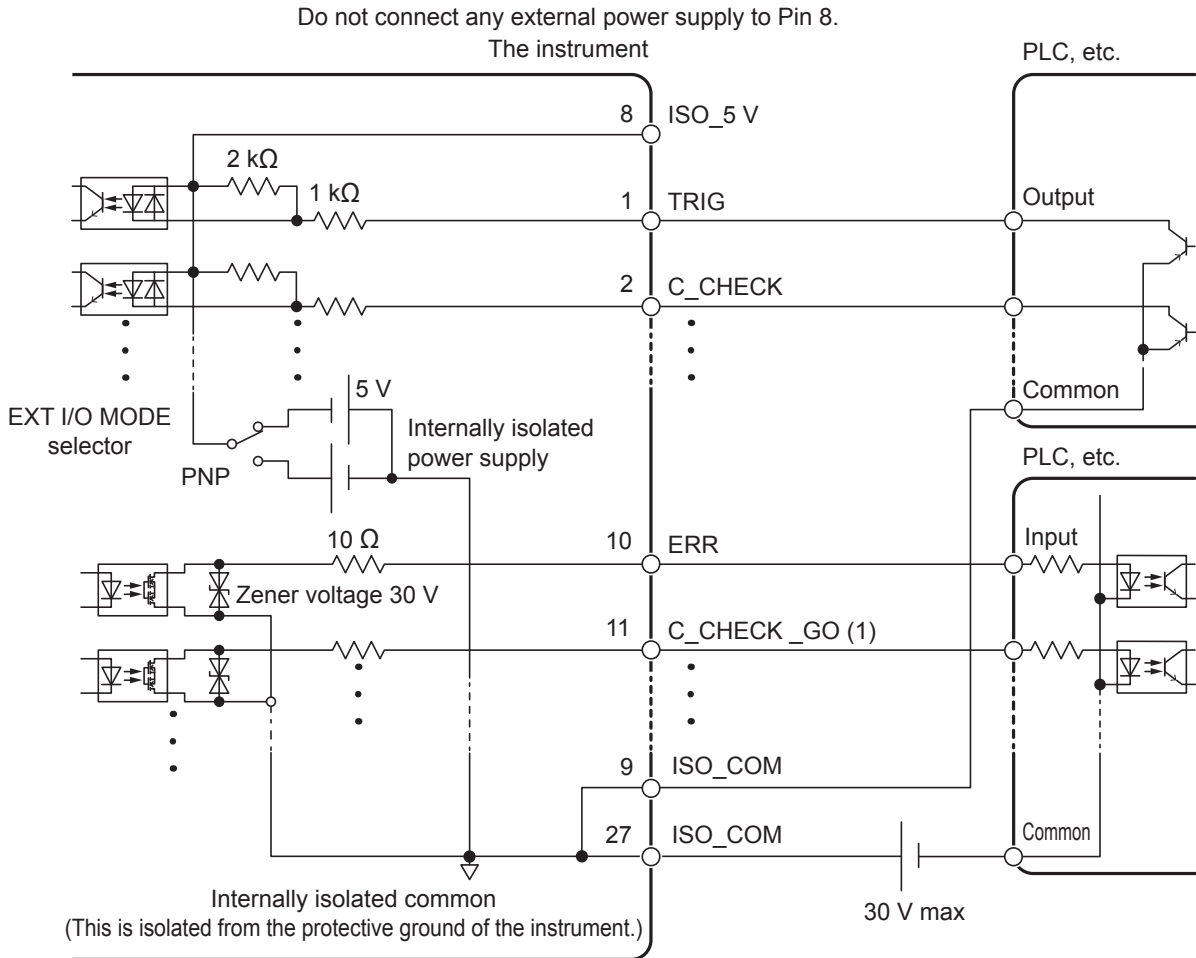 Do not connect any external power supply to Pin 8.
The instrument
PLC, etc.
8 ISO_5 V
2 kΩ
1 kΩ
1 TRIG
Output
2 C_CHECK
5 V
Common
EXT I/O MODE
selector
Internally isolated
power supply
PNP
PLC, etc.
10 Ω
10 ERR
Input
Zener voltage 30 V
11 C_CHECK _GO (1)
9 ISO_COM
27 ISO_COM
Common
Internally isolated common
(This is isolated from the protective ground of the instrument.)
30 V max